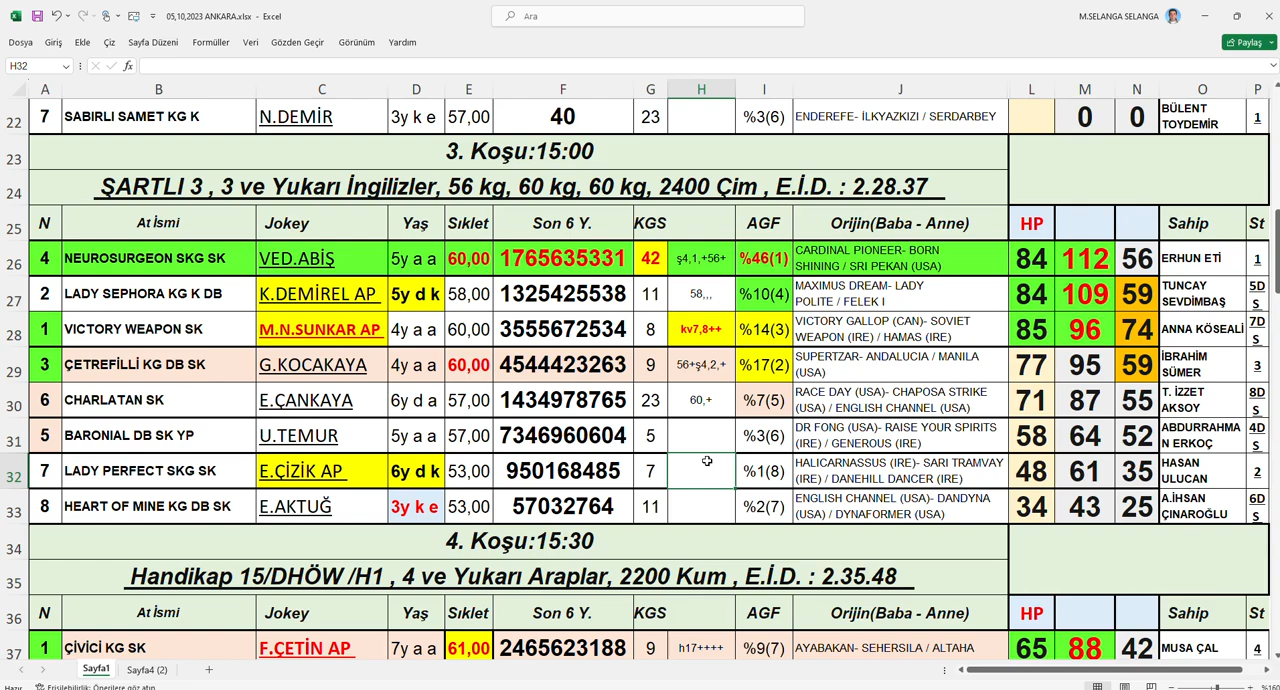 05,10,2023 ANKARA.xlsx - Excel
Ara
M.SELANGA SELANGA
Dosya Giriş Ekle Çiz Sayfa Düzeni Formüller Veri Gözden Geçir Görünüm Yardım
Paylaş
H32
fx
A B C D E F G H I J L M N O P
22 7 SABIRLI SAMET KG K N.DEMİR 3y k e 57,00 40 23 %3(6) ENDEREFE- İLKYAZKIZI / SERDARBEY 0 0 BÜLENT TOYDEMİR 1
23 3. Koşu:15:00
24 ŞARTLI 3 , 3 ve Yukarı İngilizler, 56 kg, 60 kg, 60 kg, 2400 Çim , E.İ.D. : 2.28.37
25 N At İsmi Jokey Yaş Sıklet Son 6 Y. KGS AGF Orijin(Baba - Anne) HP Sahip St
26 4 NEUROSURGEON SKG SK VED.ABİŞ 5y a a 60,00 1765635331 42 ş4,1,+56+ %46(1) CARDINAL PIONEER- BORN SHINING / SRI PEKAN (USA) 84 112 56 ERHUN ETİ 1
27 2 LADY SEPHORA KG K DB K.DEMİREL AP 5y d k 58,00 1325425538 11 58,,, %10(4) MAXIMUS DREAM- LADY POLITE / FELEK I 84 109 59 TUNCAY SEVDİMBAŞ 5D S
28 1 VICTORY WEAPON SK M.N.SUNKAR AP 4y a a 60,00 3555672534 8 kv7,8++ %14(3) VICTORY GALLOP (CAN)- SOVIET WEAPON (IRE) / HAMAS (IRE) 85 96 74 ANNA KÖSEALİ 7D S
29 3 ÇETREFİLLİ KG DB SK G.KOCAKAYA 4y a a 60,00 4544423263 9 56+ş4,2,+ %17(2) SUPERTZAR- ANDALUCIA / MANILA (USA) 77 95 59 İBRAHİM SÜMER 3
30 6 CHARLATAN SK E.ÇANKAYA 6y d a 57,00 1434978765 23 60,+ %7(5) RACE DAY (USA)- CHAPOSA STRIKE (USA) / ENGLISH CHANNEL (USA) 71 87 55 T. İZZET AKSOY 8D S
31 5 BARONIAL DB SK YP U.TEMUR 5y a a 57,00 7346960604 5 %3(6) DR FONG (USA)- RAISE YOUR SPIRITS (IRE) / GENEROUS (IRE) 58 64 52 ABDURRAHMA N ERKOÇ 4D S
32 7 LADY PERFECT SKG SK E.ÇİZİK AP 6y d k 53,00 950168485 7 %1(8) HALICARNASSUS (IRE)- SARI TRAMVAY (IRE) / DANEHILL DANCER (IRE) 48 61 35 HASAN ULUCAN 2
33 8 HEART OF MINE KG DB SK E.AKTUĞ 3y k e 53,00 57032764 11 %2(7) ENGLISH CHANNEL (USA)- DANDYNA (USA) / DYNAFORMER (USA) 34 43 25 A.İHSAN ÇINAROĞLU 6D S
34 4. Koşu:15:30
35 Handikap 15/DHÖW /H1 , 4 ve Yukarı Araplar, 2200 Kum , E.İ.D. : 2.35.48
36 N At İsmi Jokey Yaş Sıklet Son 6 Y. KGS AGF Orijin(Baba - Anne) HP Sahip St
37 1 ÇİVİCİ KG SK F.ÇETİN AP 7y a a 61,00 2465623188 9 h17++++ %9(7) AYABAKAN- SEHERSILA / ALTAHA 65 88 42 MUSA ÇAL 4
Sayfa1 Sayfa4 (2)
Hazır Erişilebilirlik: Önerilere göz atın %160